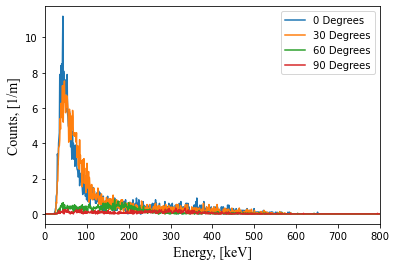 0 Degrees
30 Degrees
60 Degrees
90 Degrees
Counts, [1/m]
10
8
6
4
2
0
0 100 200 300 400 500 600 700 800
Energy, [keV]